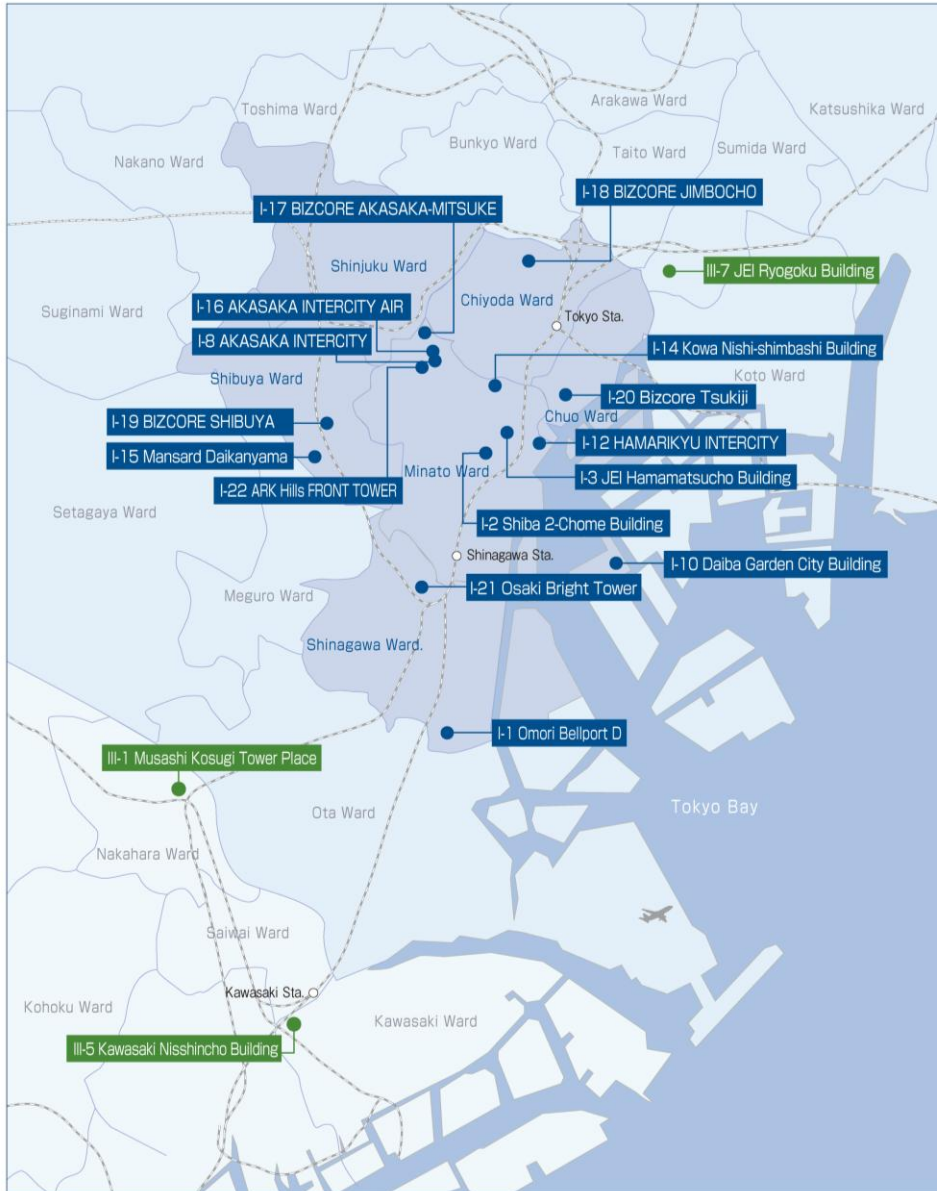 Arakawa Ward
Katsushika Ward
Toshima Ward
Bunkyo Ward
Taito Ward
Sumida Ward
Nakano Ward
I-18 BIZCORE JIMBOCHO
I-17 BIZCORE AKASAKA-MITSUKE
Shinjuku Ward
III-7 JEI Ryogoku Building
Chiyoda Ward
I-16 AKASAKA INTERCITY AIR
Suginami Ward
Tokyo Sta.
I-8 AKASAKA INTERCITY
I-14 Kowa Nishi-shimbashi Building
Shibuya Ward
Koto Ward
I-20 Bizcore Tsukiji
Chuo Ward
I-19 BIZCORE SHIBUYA
I-12 HAMARIKYU INTERCITY
I-15 Mansard Daikanyama
Minato Ward
I-3 JEI Hamamatsucho Building
I-22 ARK Hills FRONT TOWER
Setagaya Ward
I-2 Shiba 2-Chome Building
Shinagawa Sta.
I-10 Daiba Garden City Building
I-21 Osaki Bright Tower
Meguro Ward
Shinagawa Ward.
I-1 Omori Bellport D
III-1 Musashi Kosugi Tower Place
Tokyo Bay
Ota Ward
Nakahara Ward
Saiwai Ward
Kawasaki Sta.
Kohoku Ward
Kawasaki Ward
III-5 Kawasaki Nisshincho Building